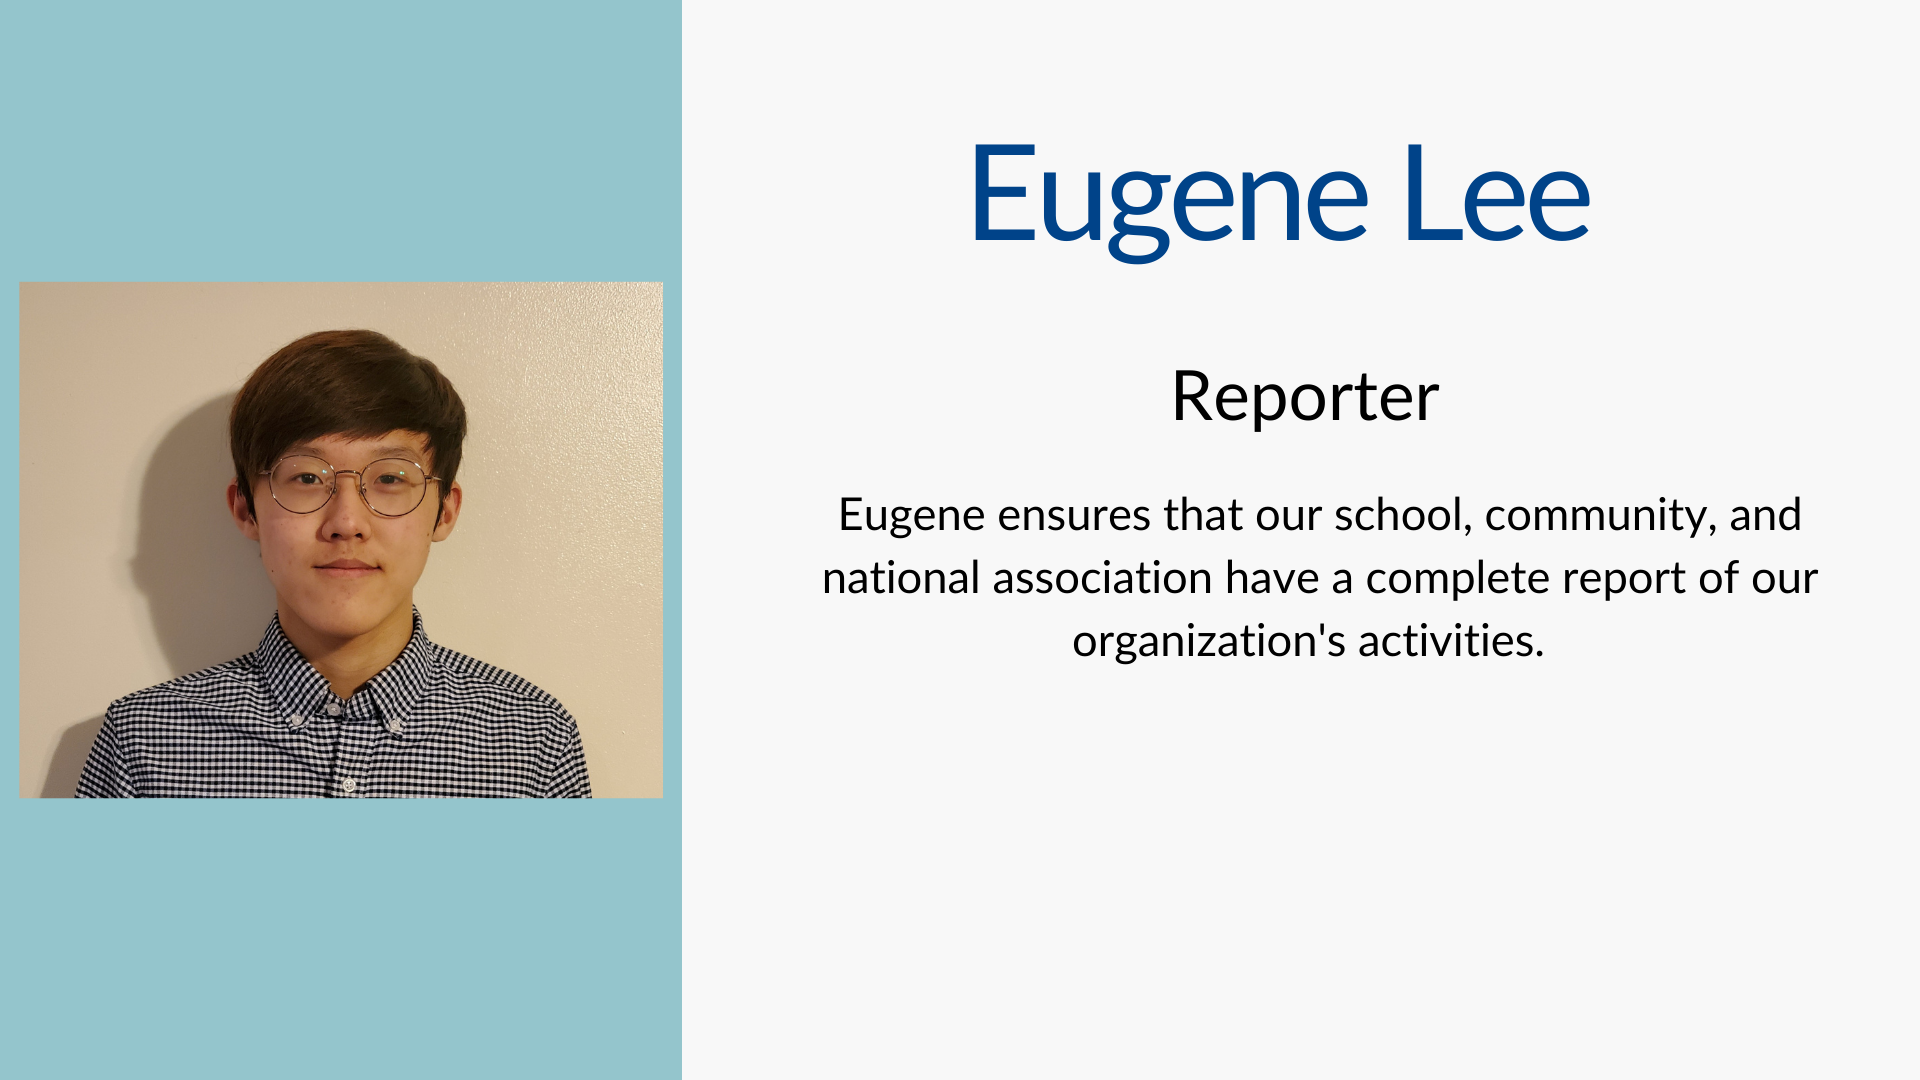 Eugene Lee
Reporter
Eugene ensures that our school, community, and
national association have a complete report of our
organization's activities.